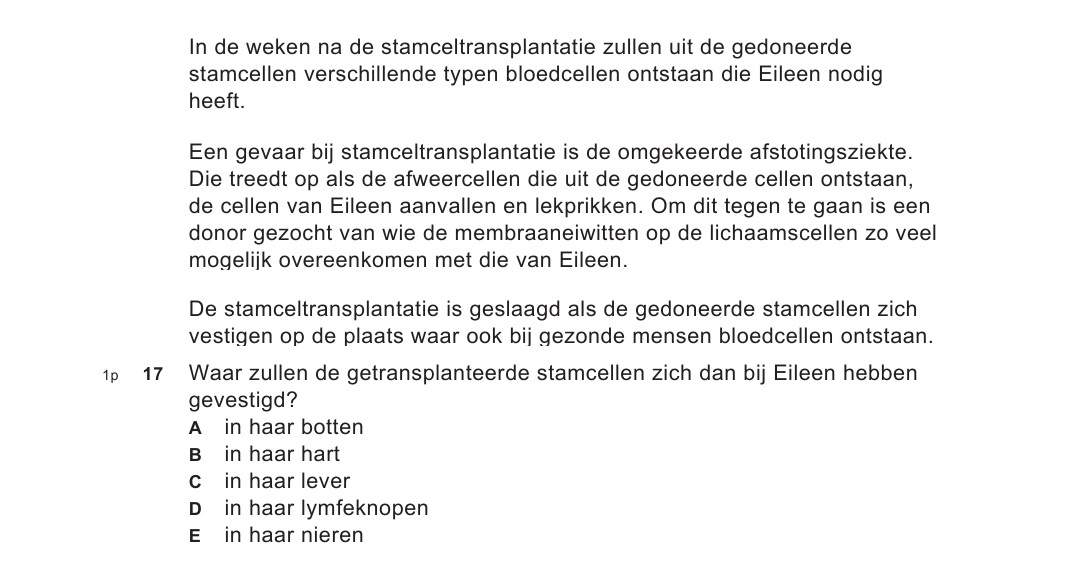 In de weken na de stamceltransplantatie zullen uit de gedoneerde
stamcellen verschillende typen bloedcellen ontstaan die Eileen nodig
heeft.
Een gevaar bij stamceltransplantatie is de omgekeerde afstotingsziekte.
Die treedt op als de afweercellen die uit de gedoneerde cellen ontstaan,
de cellen van Eileen aanvallen en lekprikken. Om dit tegen te gaan is een
donor gezocht van wie de membraaneiwitten op de lichaamscellen zo veel
mogelijk overeenkomen met die van Eileen.
De stamceltransplantatie is geslaagd als de gedoneerde stamcellen zich
vestigen op de plaats waar ook bij gezonde mensen bloedcellen ontstaan.
1p 17 Waar zullen de getransplanteerde stamcellen zich dan bij Eileen hebben
gevestigd?
A in haar botten
B in haar hart
C in haar lever
D in haar lymfeknopen
E in haar nieren